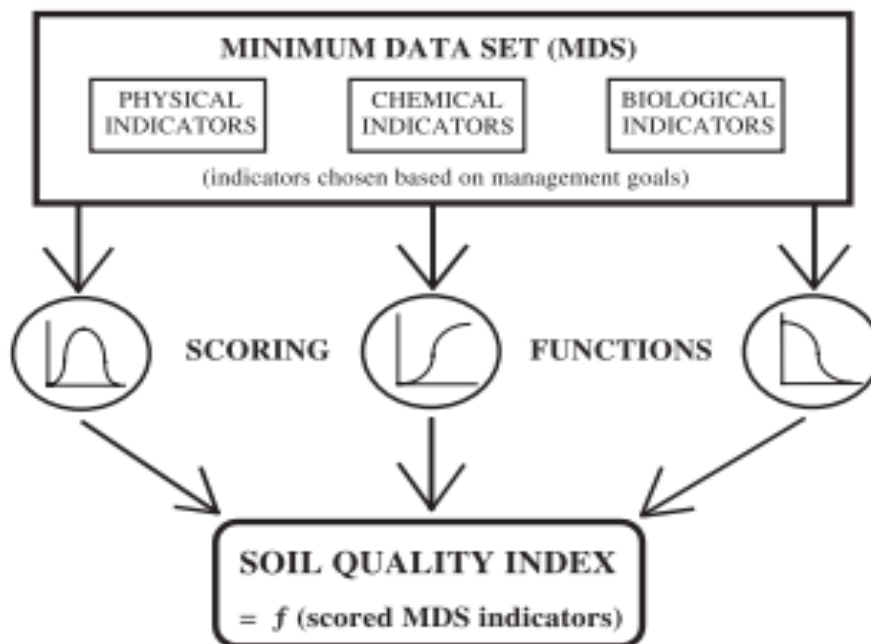 MINIMUM DATA SET (MDS)
PHYSICAL
INDICATORS
CHEMICAL
INDICATORS
BIOLOGICAL
INDICATORS
(indicators chosen based on management goals)
SCORING
FUNCTIONS
SOIL QUALITY INDEX
= f (scored MDS indicators)